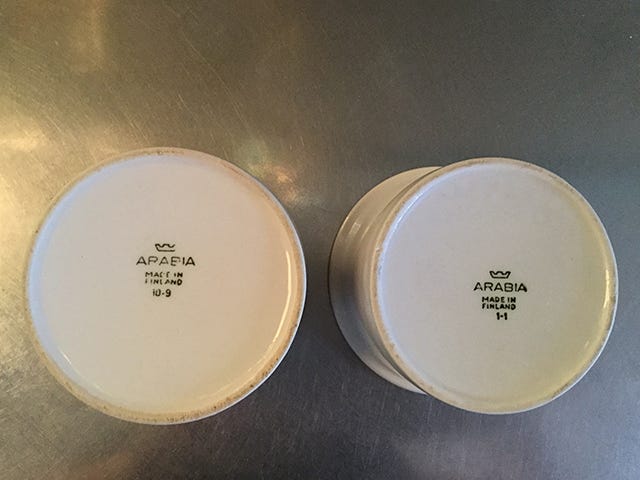 ARABIA
MADE IN
FINLAND
10-9
ARABIA
MADE IN
FINLAND
1-1